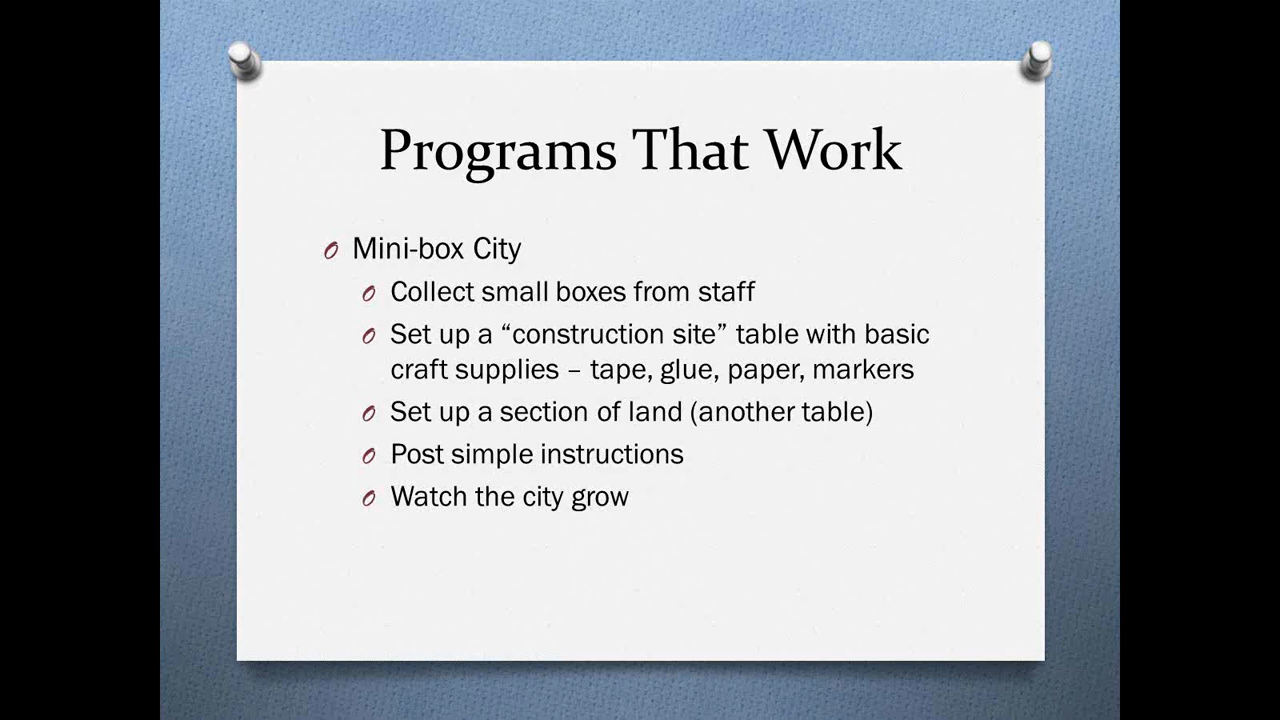 Programs That Work
Mini-box City
Collect small boxes from staff
Set up a “construction site” table with basic
craft supplies – tape, glue, paper, markers
Set up a section of land (another table)
Post simple instructions
Watch the city grow